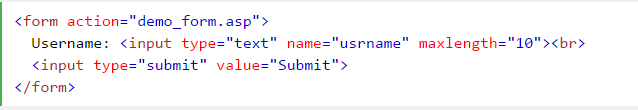 <form action="demo_form.asp">
Username: <input type="text" name="usrname" maxlength="10"><br>
<input type="submit" value="Submit">
</form>